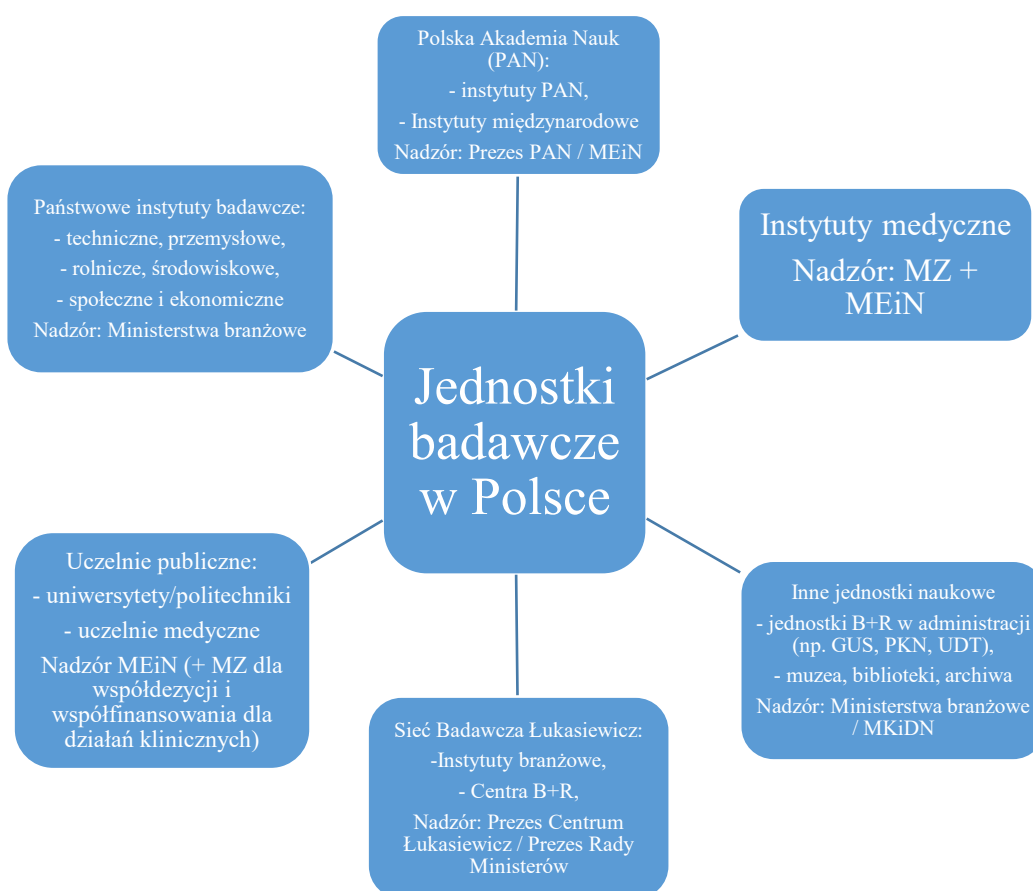 Polska Akademia Nauk
(PAN):
- instytuty PAN,
- Instytuty międzynarodowe
Nadzór: Prezes PAN / MEiN
Państwowe instytuty badawcze:
- techniczne, przemysłowe,
- rolnicze, środowiskowe,
- społeczne i ekonomiczne
Nadzór: Ministerstwa branżowe
Instytuty medyczne
Nadzór: MZ +
MEiN
Jednostki
badawcze
w Polsce
Uczelnie publiczne:
- uniwersytety/politechniki
- uczelnie medyczne
Nadzór MEiN (+ MZ dla
współdezycji i
współfinansowania dla
działań klinicznych)
Inne jednostki naukowe
- jednostki B+R w administracji
(np. GUS, PKN, UDT),
- muzea, biblioteki, archiwa
Nadzór: Ministerstwa branżowe
/ MKiDN
Sieć Badawcza Łukasiewicz:
-Instytuty branżowe,
- Centra B+R,
Nadzór: Prezes Centrum
Łukasiewicz / Prezes Rady
Ministerów